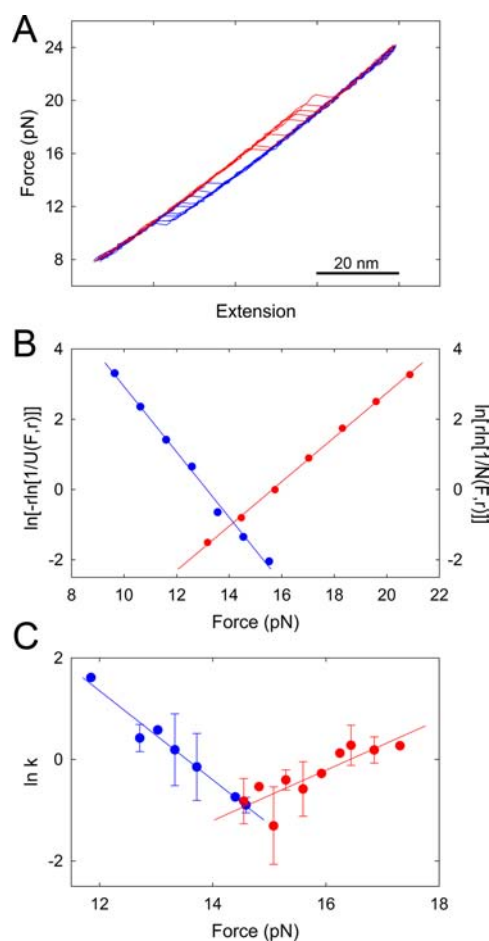 A
24
20
16
12
8
Force (pN)
20 nm
Extension
B
4
2
0
-2
ln[-rln[1/U(F,r)]]
4
2
0
-2
ln[rln[1/N(F,r)]]
8 10 12 14 16 18 20 22
Force (pN)
C
2
0
-2
ln k
12 14 16 18
Force (pN)